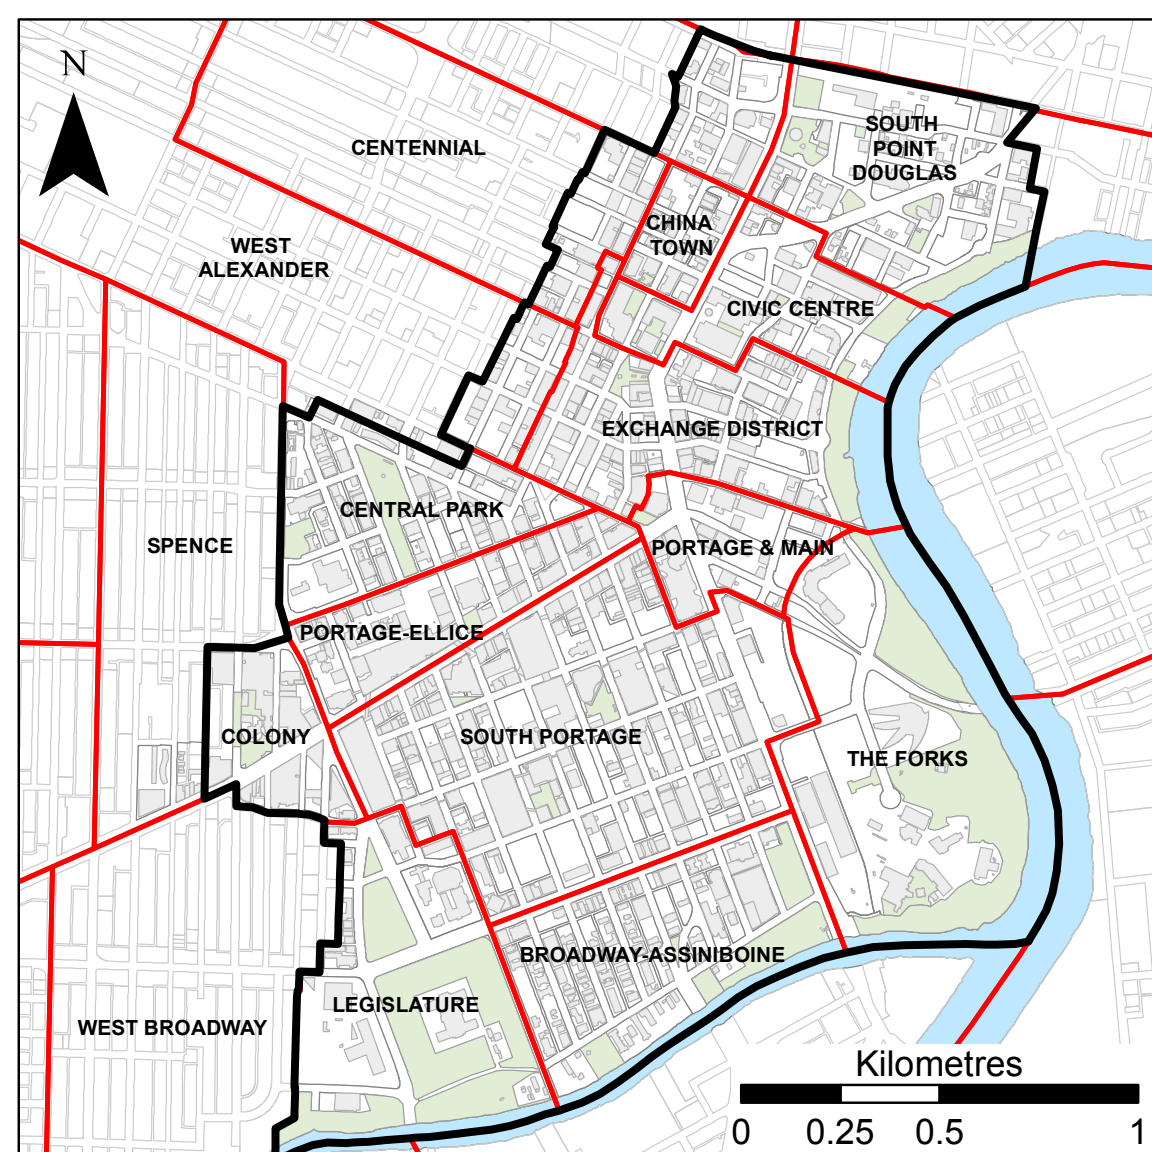 N
CENTENNIAL
SOUTH
POINT
DOUGLAS
CHINA
TOWN
WEST
ALEXANDER
CIVIC CENTRE
EXCHANGE DISTRICT
CENTRAL PARK
SPENCE
PORTAGE & MAIN
PORTAGE-ELLICE
COLONY
SOUTH PORTAGE
THE FORKS
BROADWAY-ASSINIBOINE
LEGISLATURE
WEST BROADWAY
Kilometres
0 0.25 0.5 1